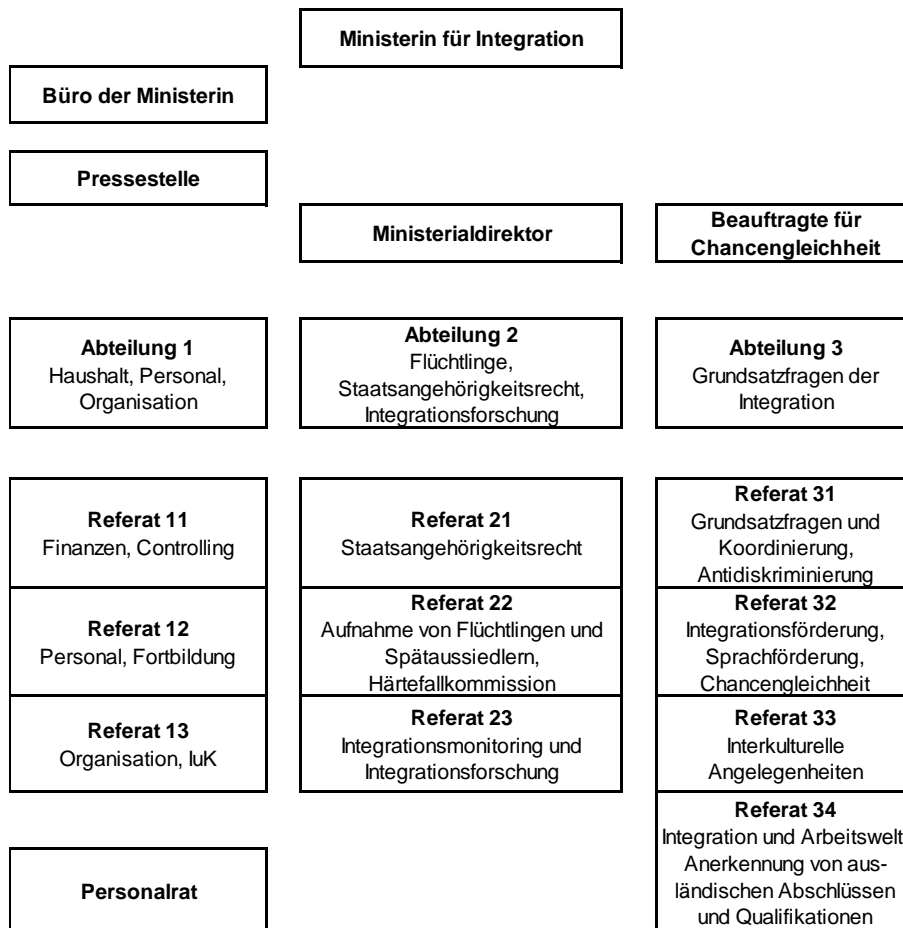 Ministerin für Integration
Büro der Ministerin
Pressestelle
Ministerialdirektor
Beauftragte für
Chancengleichheit
Abteilung 1
Haushalt, Personal,
Organisation
Abteilung 2
Flüchtlinge,
Staatsangehörigkeitsrecht,
Integrationsforschung
Abteilung 3
Grundsatzfragen der
Integration
Referat 11
Finanzen, Controlling
Referat 12
Personal, Fortbildung
Referat 13
Organisation, IuK
Referat 21
Staatsangehörigkeitsrecht
Referat 22
Aufnahme von Flüchtlingen und
Spätaussiedlern,
Härtefallkommission
Referat 23
Integrationsmonitoring und
Integrationsforschung
Referat 31
Grundsatzfragen und
Koordinierung,
Antidiskriminierung
Referat 32
Integrationsförderung,
Sprachförderung,
Chancengleichheit
Referat 33
Interkulturelle
Angelegenheiten
Referat 34
Integration und Arbeitswelt
Anerkennung von aus-
ländischen Abschlüssen
und Qualifikationen
Personalrat